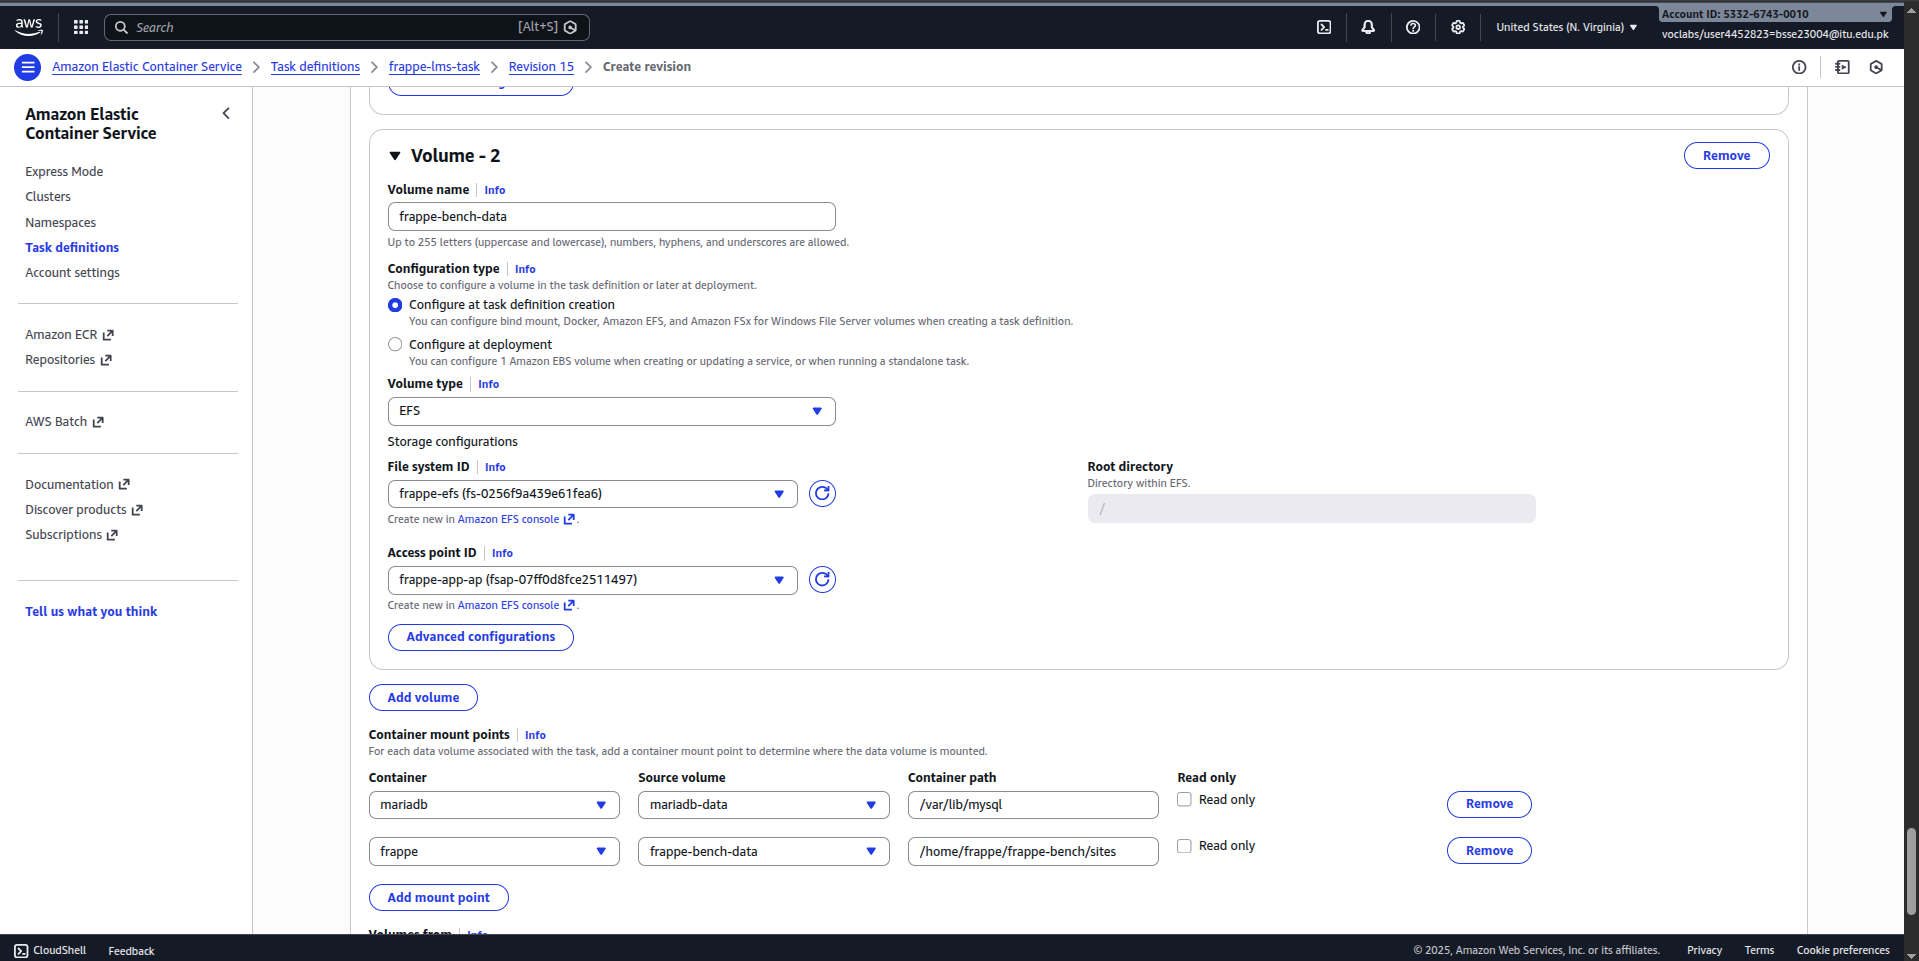 aws
Search
[Alt+S]
United States (N. Virginia)
Account ID: 5332-6743-0010
voclabs/user4452823=bsse23004@itu.edu.pk
Amazon Elastic Container Service
Task definitions
frappe-lms-task
Revision 15
Create revision
Amazon Elastic
Container Service
Express Mode
Clusters
Namespaces
Task definitions
Account settings
Amazon ECR
Repositories
AWS Batch
Documentation
Discover products
Subscriptions
Tell us what you think
Volume - 2
Remove
Volume name Info
frappe-bench-data
Up to 255 letters (uppercase and lowercase), numbers, hyphens, and underscores are allowed.
Configuration type Info
Choose to configure a volume in the task definition or later at deployment.
Configure at task definition creation
You can configure bind mount, Docker, Amazon EFS, and Amazon FSx for Windows File Server volumes when creating a task definition.
Configure at deployment
You can configure 1 Amazon EBS volume when creating or updating a service, or when running a standalone task.
Volume type Info
EFS
Storage configurations
File system ID Info
frappe-efs (fs-0256f9a439e61fea6)
Create new in Amazon EFS console .
Root directory
Directory within EFS.
/
Access point ID Info
frappe-app-ap (fsap-07ff0d8fce2511497)
Create new in Amazon EFS console .
Advanced configurations
Add volume
Container mount points Info
For each data volume associated with the task, add a container mount point to determine where the data volume is mounted.
Container Source volume Container path Read only
mariadb mariadb-data /var/lib/mysql Read only Remove
frappe frappe-bench-data /home/frappe/frappe-bench/sites Read only Remove
Add mount point
Volumes from Info
CloudShell Feedback
© 2025, Amazon Web Services, Inc. or its affiliates. Privacy Terms Cookie preferences